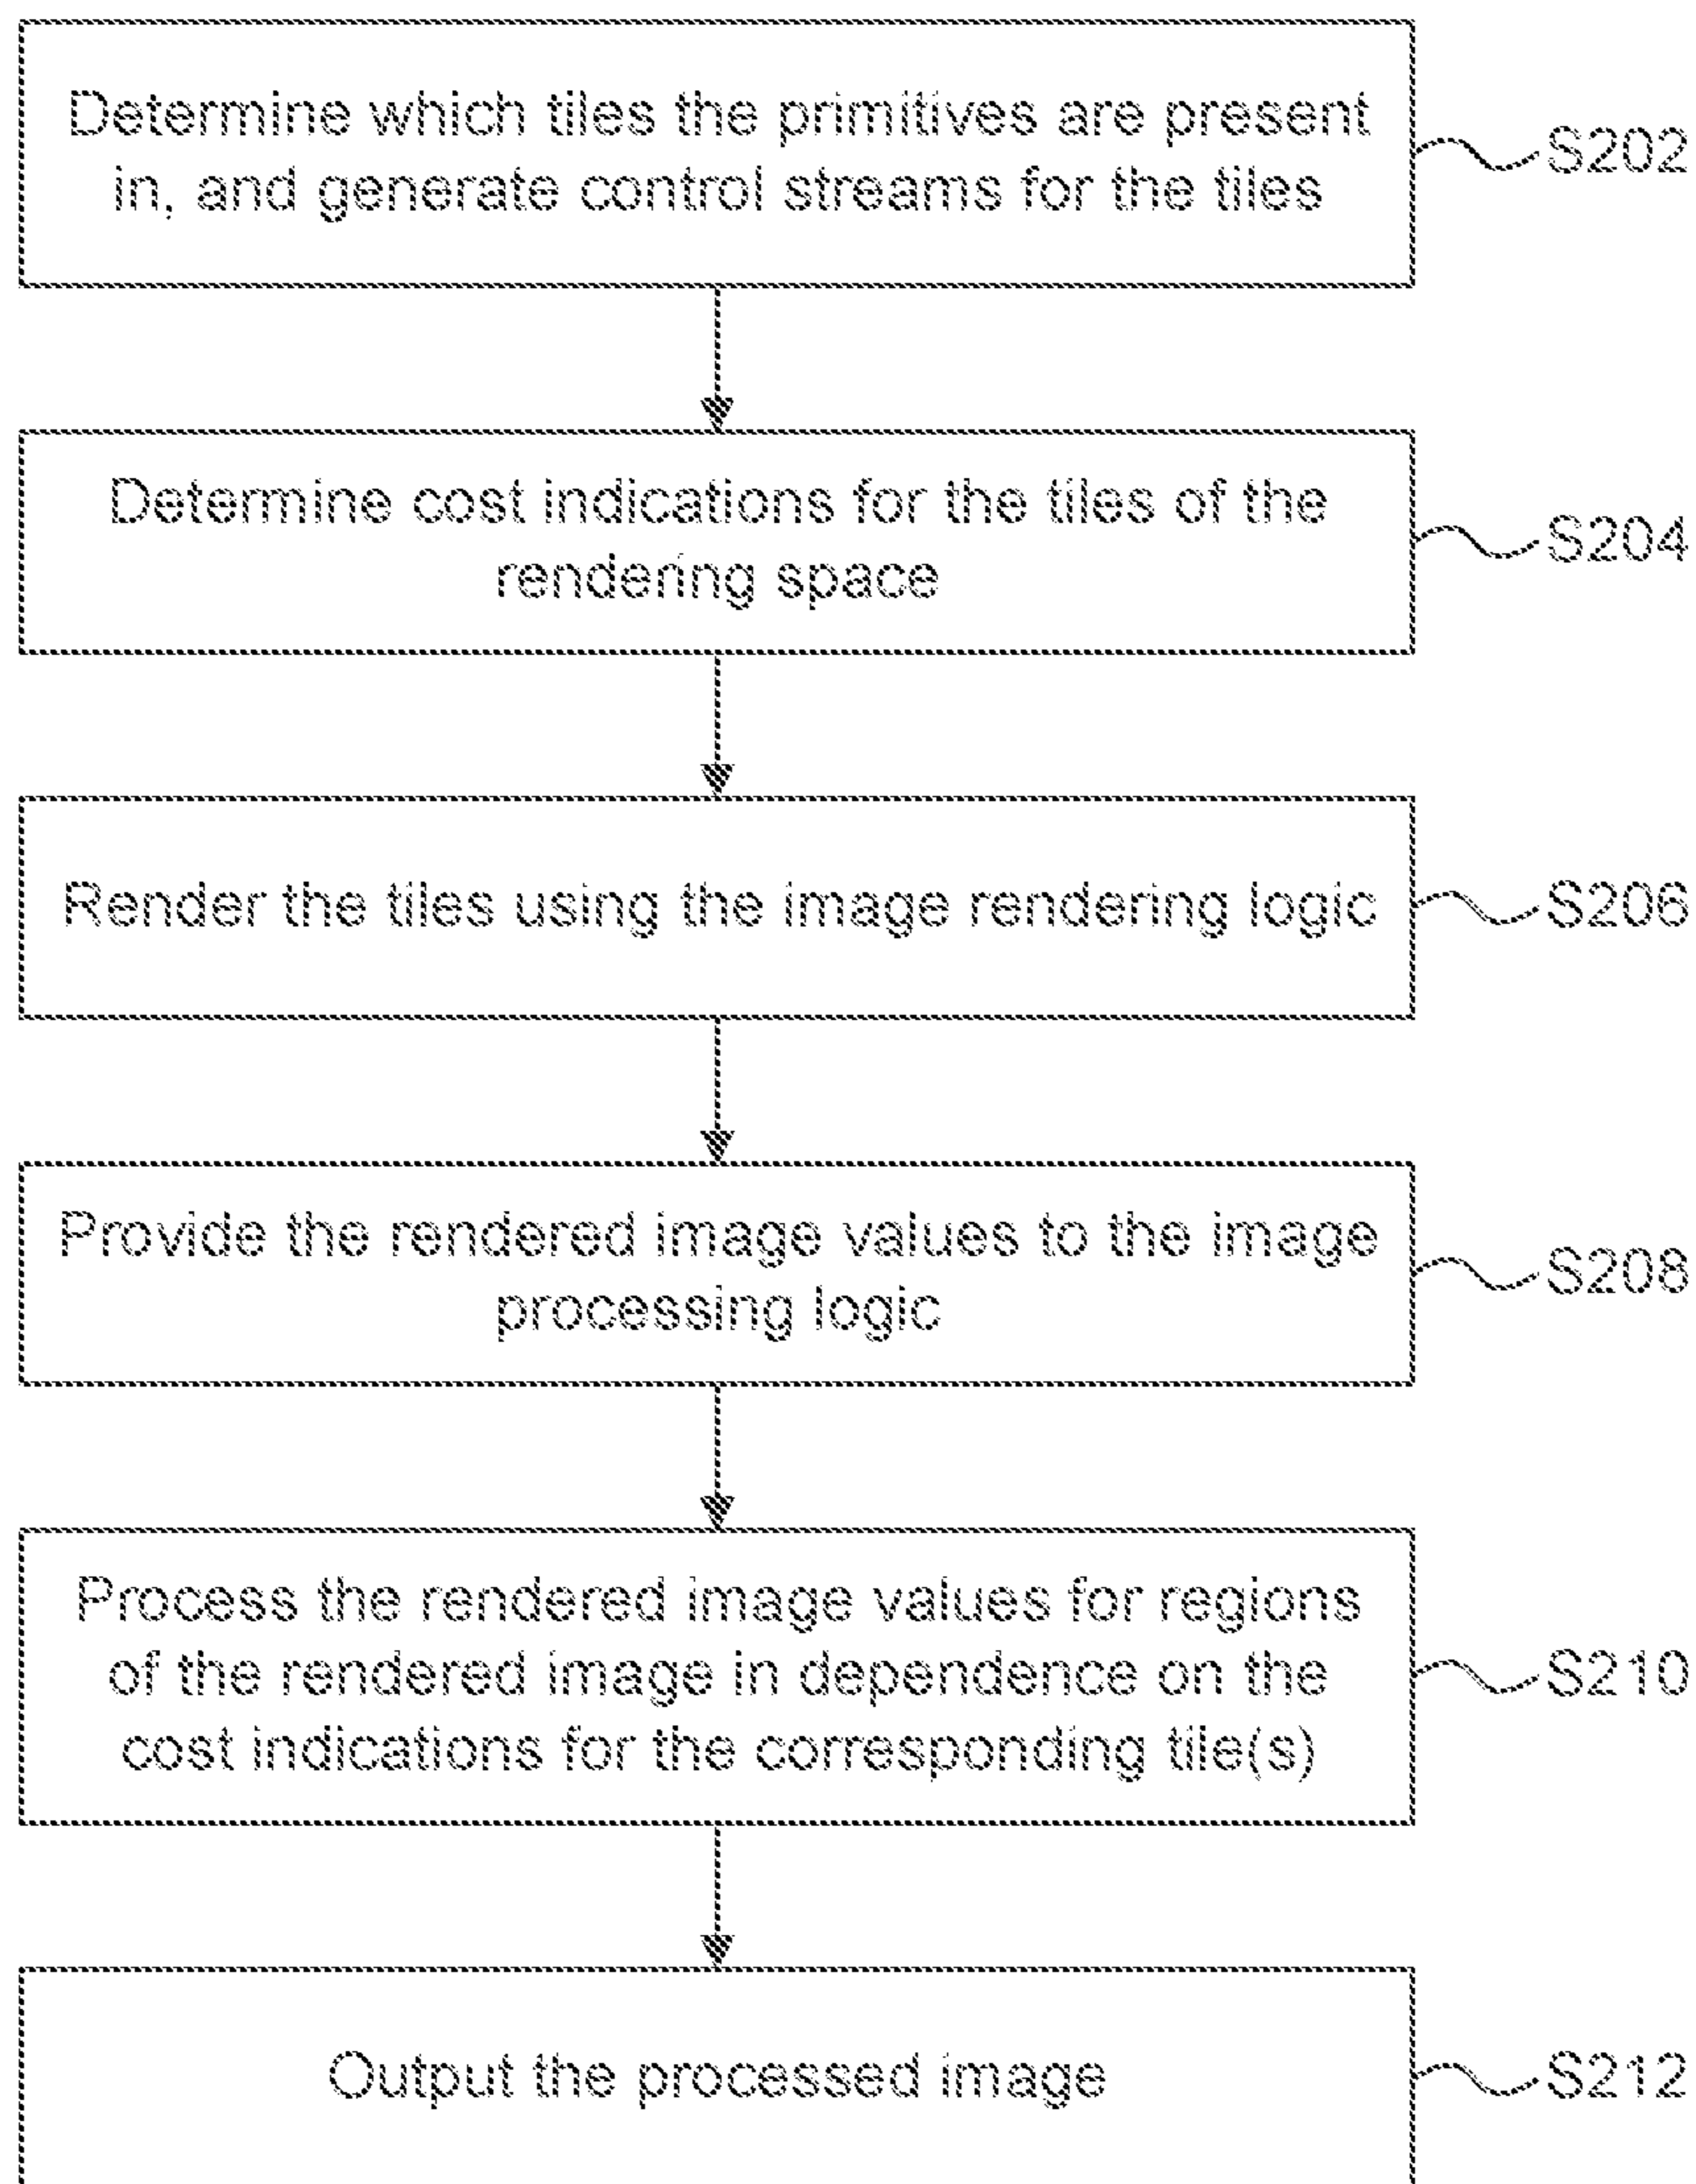 Determine which tiles the primitives are present
in, and generate control streams for the tiles
S202
Determine cost indications for the tiles of the
rendering space
S204
Render the tiles using the image rendering logic
S206
Provide the rendered image values to the image
processing logic
S208
Process the rendered image values for regions
of the rendered image in dependence on the
cost indications for the corresponding tile(s)
S210
Output the processed image
S212